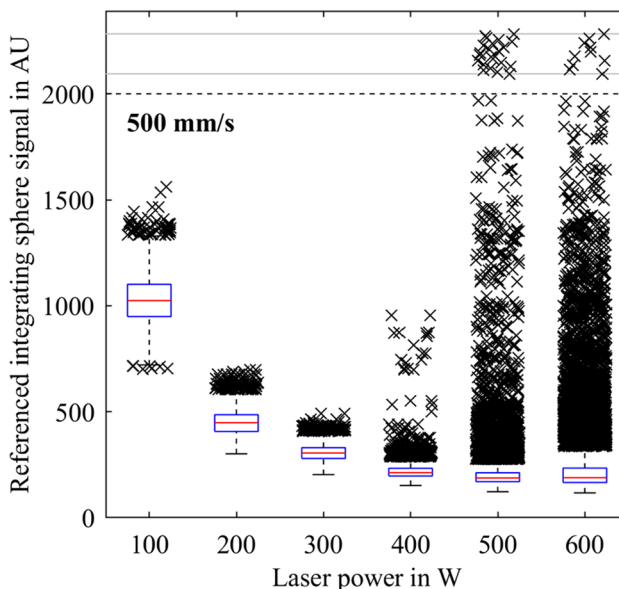 Referenced integrating sphere signal in AU
2000
1500
1000
500
0
500 mm/s
100 200 300 400 500 600
Laser power in W